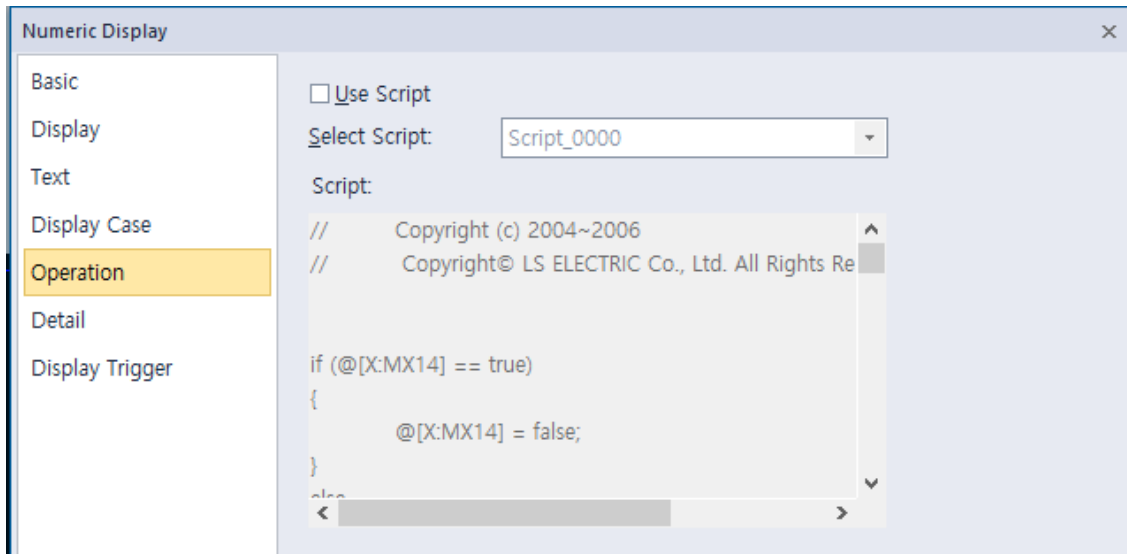 Numeric Display
Basic
Display
Text
Display Case
Operation
Detail
Display Trigger
Use Script
Select Script: Script_0000
Script:
// Copyright (c) 2004~2006
// Copyright© LS ELECTRIC Co., Ltd. All Rights Re
if (@[X:MX14] == true)
{
@[X:MX14] = false;
}
else